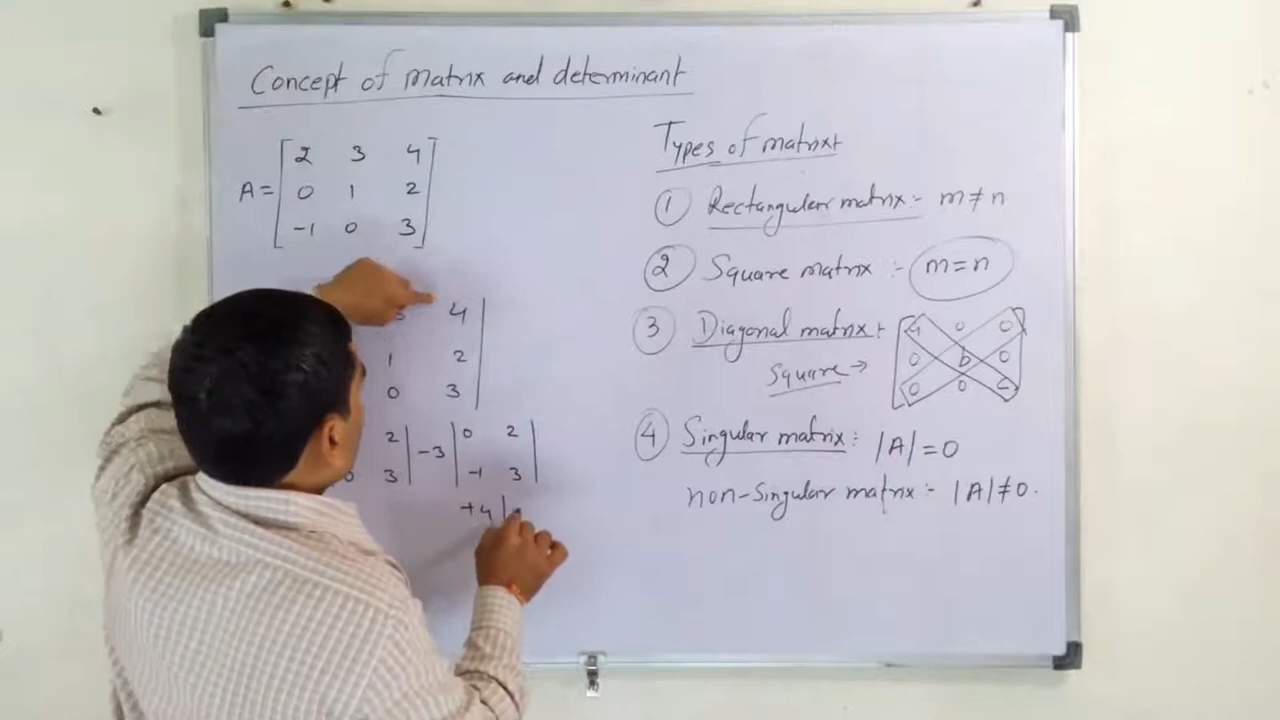 Concept of matrix and determinant
A = [ 2 3 4
0 1 2
-1 0 3 ]
4 |
1 2
0 3 |
2 | -3 | 0 2 |
0 3 | | -1 3 |
+4 |
Types of matrix:
① Rectangular matrix :- m ≠ n
② Square matrix :- m = n
③ Diagonal matrix:
Square →
0 0
0 b 0
0 0 c
④ Singular matrix : |A| = 0
non-Singular matrix :- |A| ≠ 0.